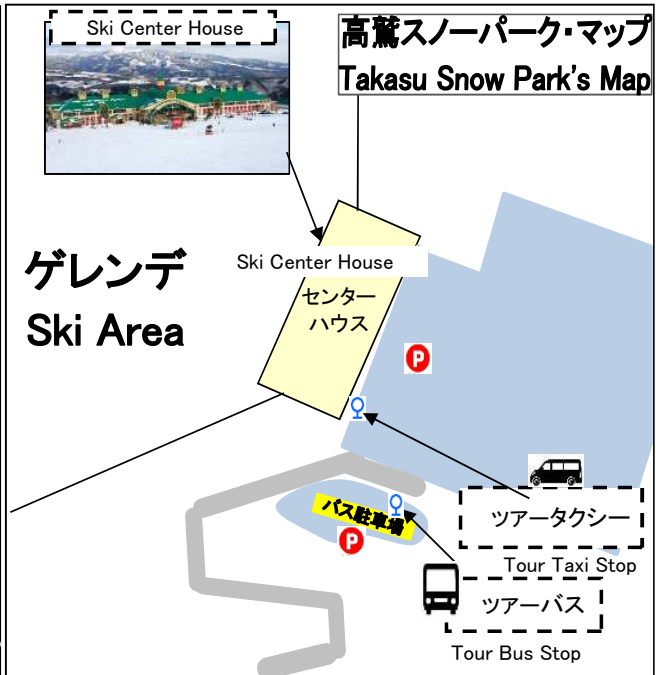 Ski Center House
高鷲スノーパーク・マップ
Takasu Snow Park's Map
ゲレンデ
Ski Area
Ski Center House
センター
ハウス
P
バス駐車場
P
ツアータクシー
Tour Taxi Stop
ツアーバス
Tour Bus Stop